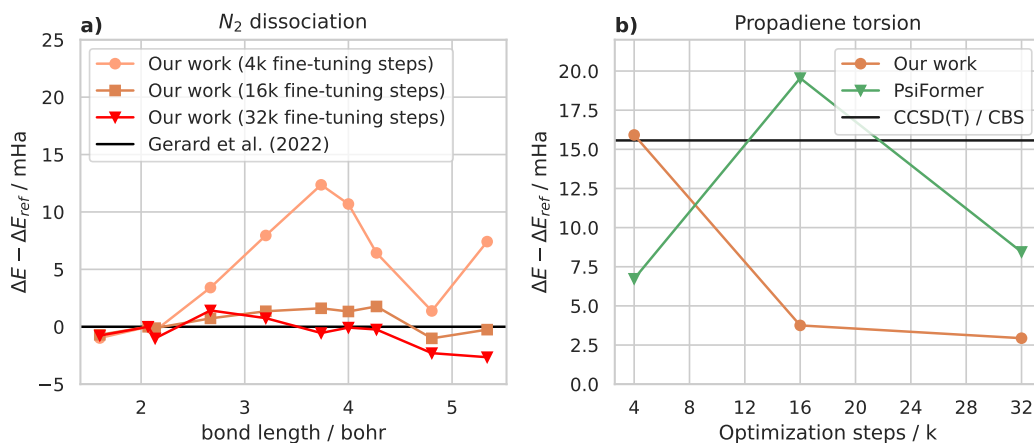 a) N₂ dissociation
25
20
15
10
5
0
−5
ΔE − ΔE_ref / mHa
Our work (4k fine-tuning steps)
Our work (16k fine-tuning steps)
Our work (32k fine-tuning steps)
Gerard et al. (2022)
2 3 4 5
bond length / bohr
b) Propadiene torsion
20.0
17.5
15.0
12.5
10.0
7.5
5.0
2.5
0.0
ΔE − ΔE_ref / mHa
Our work
PsiFormer
CCSD(T) / CBS
4 8 12 16 20 24 28 32
Optimization steps / k